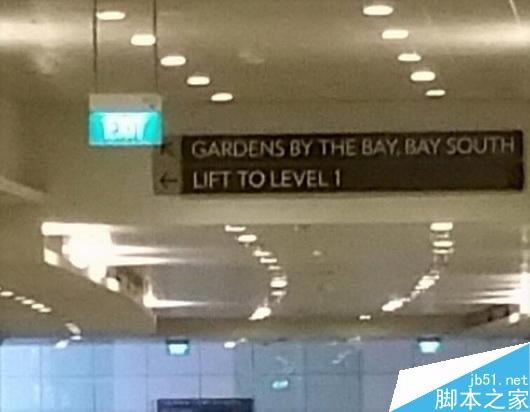 EXIT
GARDENS BY THE BAY, BAY SOUTH
LIFT TO LEVEL 1
jb51.net
脚本之家